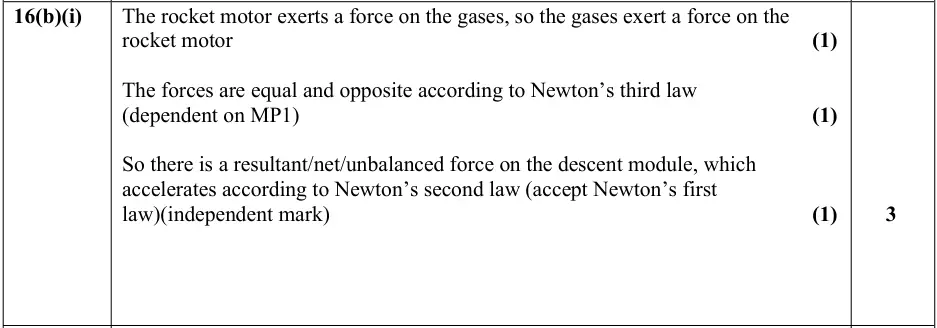 16(b)(i) The rocket motor exerts a force on the gases, so the gases exert a force on the
rocket motor (1)
The forces are equal and opposite according to Newton’s third law
(dependent on MP1) (1)
So there is a resultant/net/unbalanced force on the descent module, which
accelerates according to Newton’s second law (accept Newton’s first
law)(independent mark) (1) 3